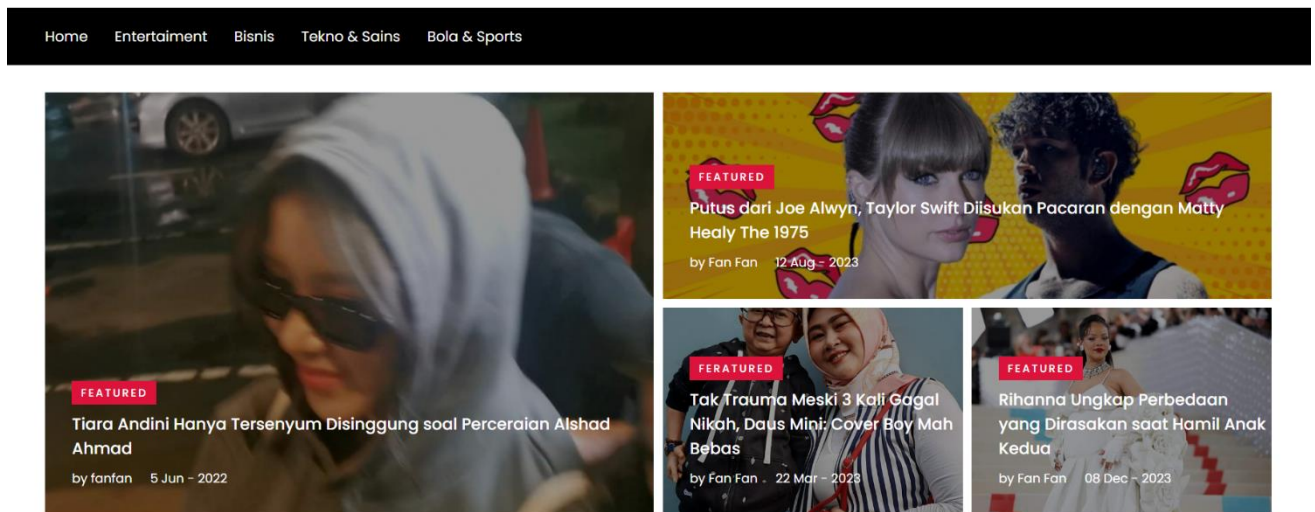 Home Entertaiment Bisnis Tekno & Sains Bola & Sports
FEATURED
Tiara Andini Hanya Tersenyum Disinggung soal Perceraian Alshad
Ahmad
by fanfan 5 Jun - 2022
FEATURED
Putus dari Joe Alwyn, Taylor Swift Diisukan Pacaran dengan Matty
Healy The 1975
by Fan Fan 12 Aug - 2023
FERATURED
Tak Trauma Meski 3 Kali Gagal
Nikah, Daus Mini: Cover Boy Mah
Bebas
by Fan Fan 22 Mar - 2023
FEATURED
Rihanna Ungkap Perbedaan
yang Dirasakan saat Hamil Anak
Kedua
by Fan Fan 08 Dec - 2023